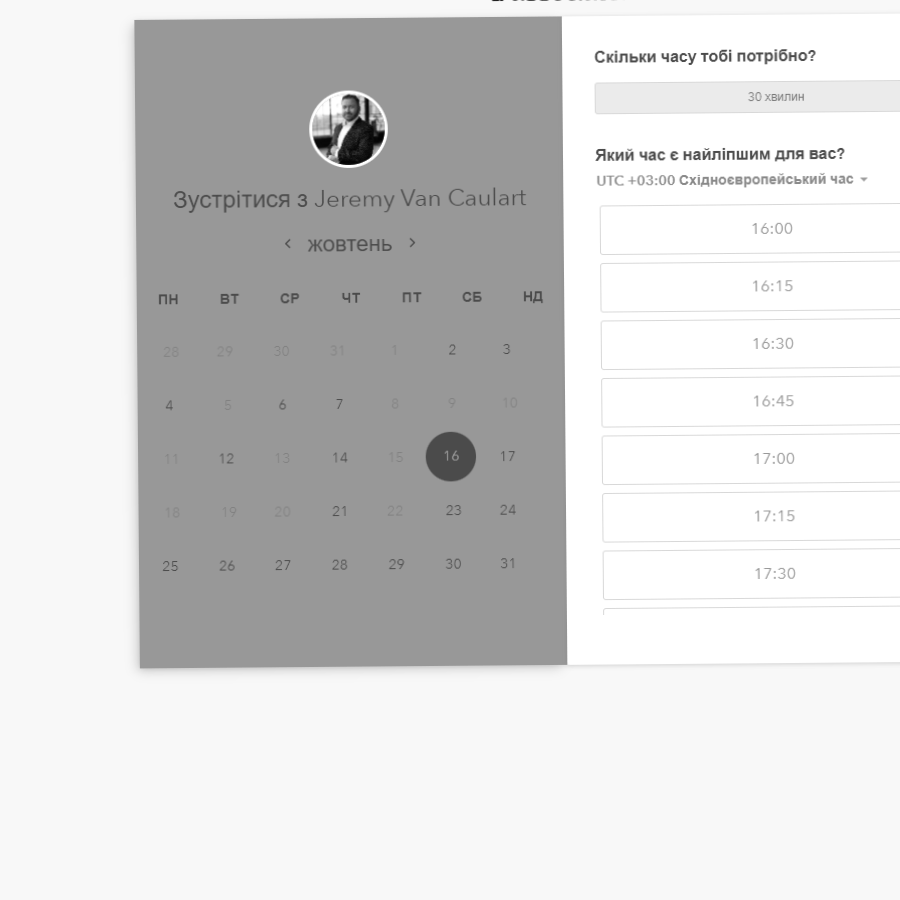 Зустрітися з Jeremy Van Caulart
жовтень
ПН ВТ СР ЧТ ПТ СБ НД
28 29 30 31 1 2 3
4 5 6 7 8 9 10
11 12 13 14 15 16 17
18 19 20 21 22 23 24
25 26 27 28 29 30 31
Скільки часу тобі потрібно?
30 хвилин
Який час є найліпшим для вас?
UTC +03:00 Східноєвропейський час
16:00
16:15
16:30
16:45
17:00
17:15
17:30